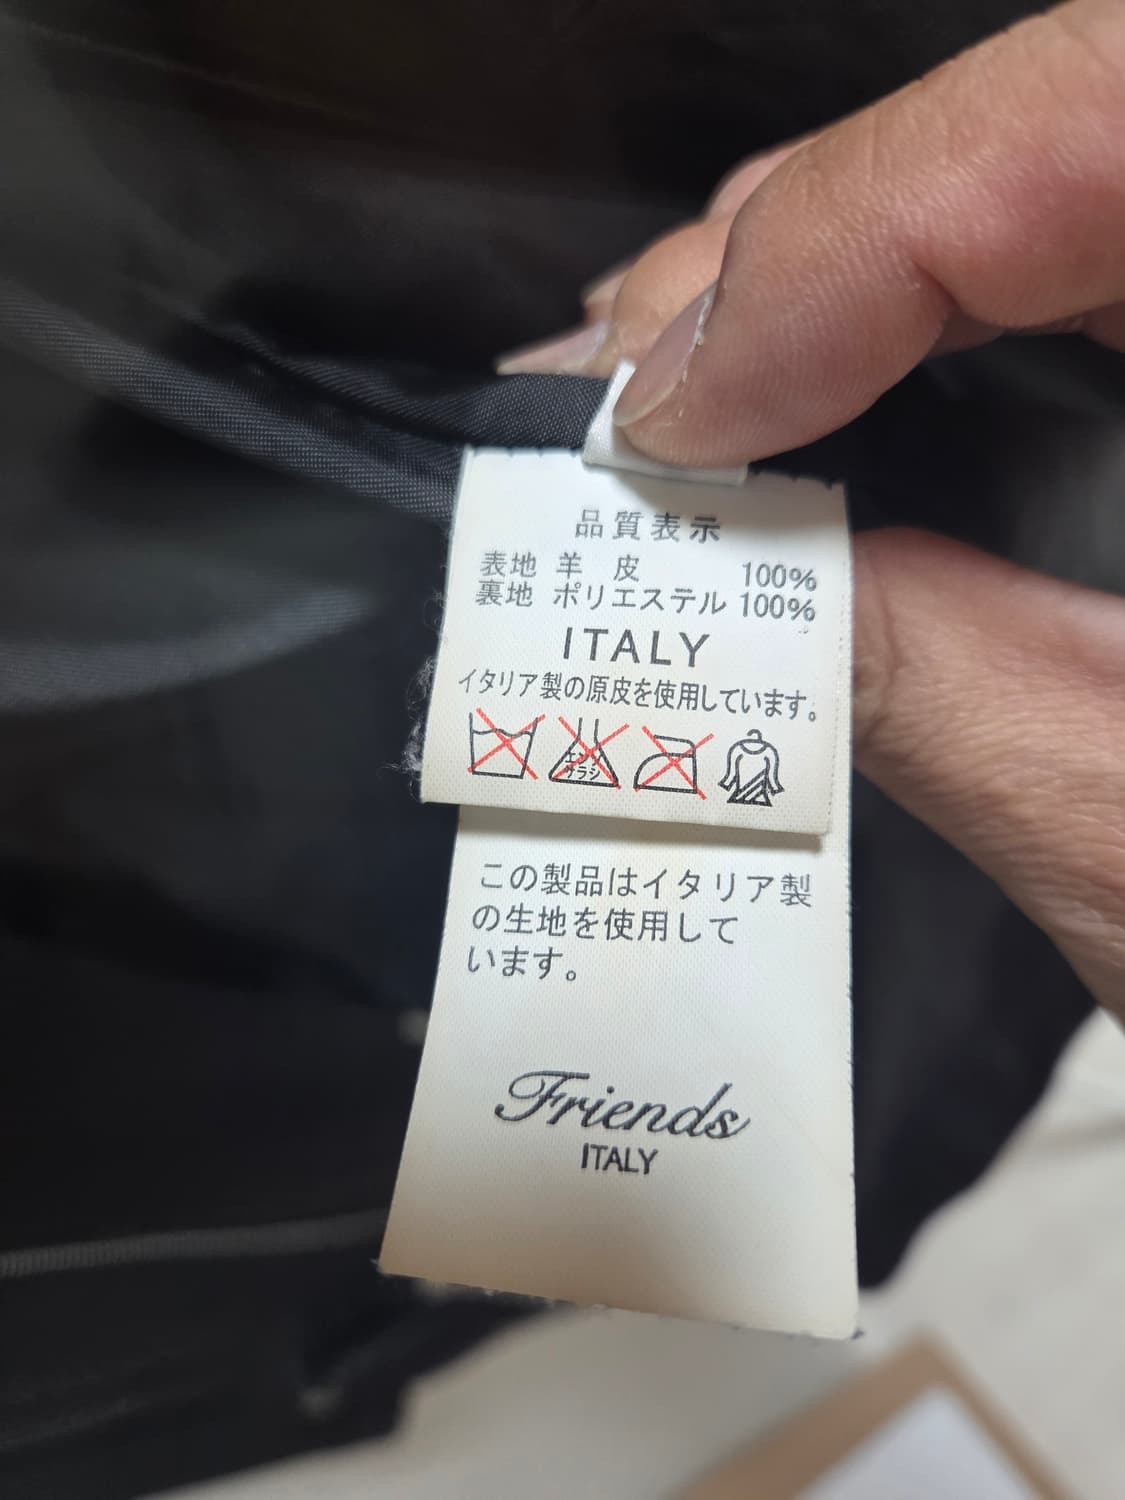 品質表示
表地 羊 皮 100%
裏地 ポリエステル 100%
ITALY
イタリア製の原皮を使用しています。
エンソ
サラシ
この製品はイタリア製
の生地を使用して
います。
Friends
ITALY